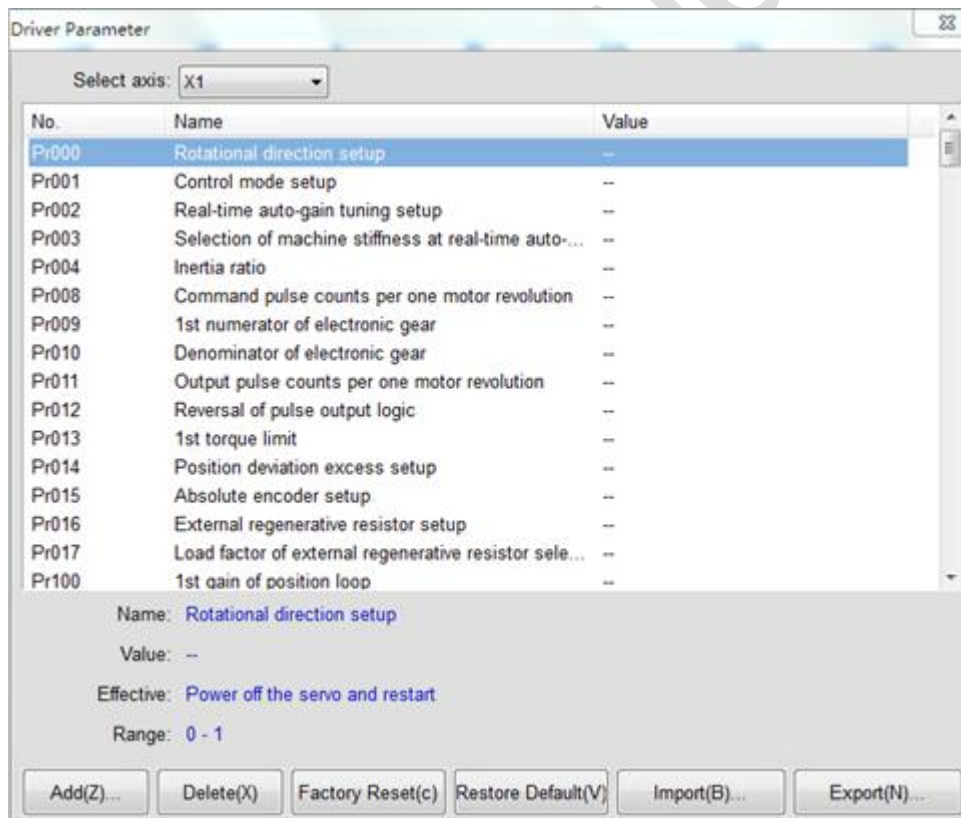 Driver Parameter
Select axis: X1
No. Name Value
Pr000 Rotational direction setup --
Pr001 Control mode setup --
Pr002 Real-time auto-gain tuning setup --
Pr003 Selection of machine stiffness at real-time auto-... --
Pr004 Inertia ratio --
Pr008 Command pulse counts per one motor revolution --
Pr009 1st numerator of electronic gear --
Pr010 Denominator of electronic gear --
Pr011 Output pulse counts per one motor revolution --
Pr012 Reversal of pulse output logic --
Pr013 1st torque limit --
Pr014 Position deviation excess setup --
Pr015 Absolute encoder setup --
Pr016 External regenerative resistor setup --
Pr017 Load factor of external regenerative resistor sele... --
Pr100 1st gain of position loop --
Name: Rotational direction setup
Value: --
Effective: Power off the servo and restart
Range: 0 - 1
Add(Z)... Delete(X) Factory Reset(c) Restore Default(V) Import(B)... Export(N)...